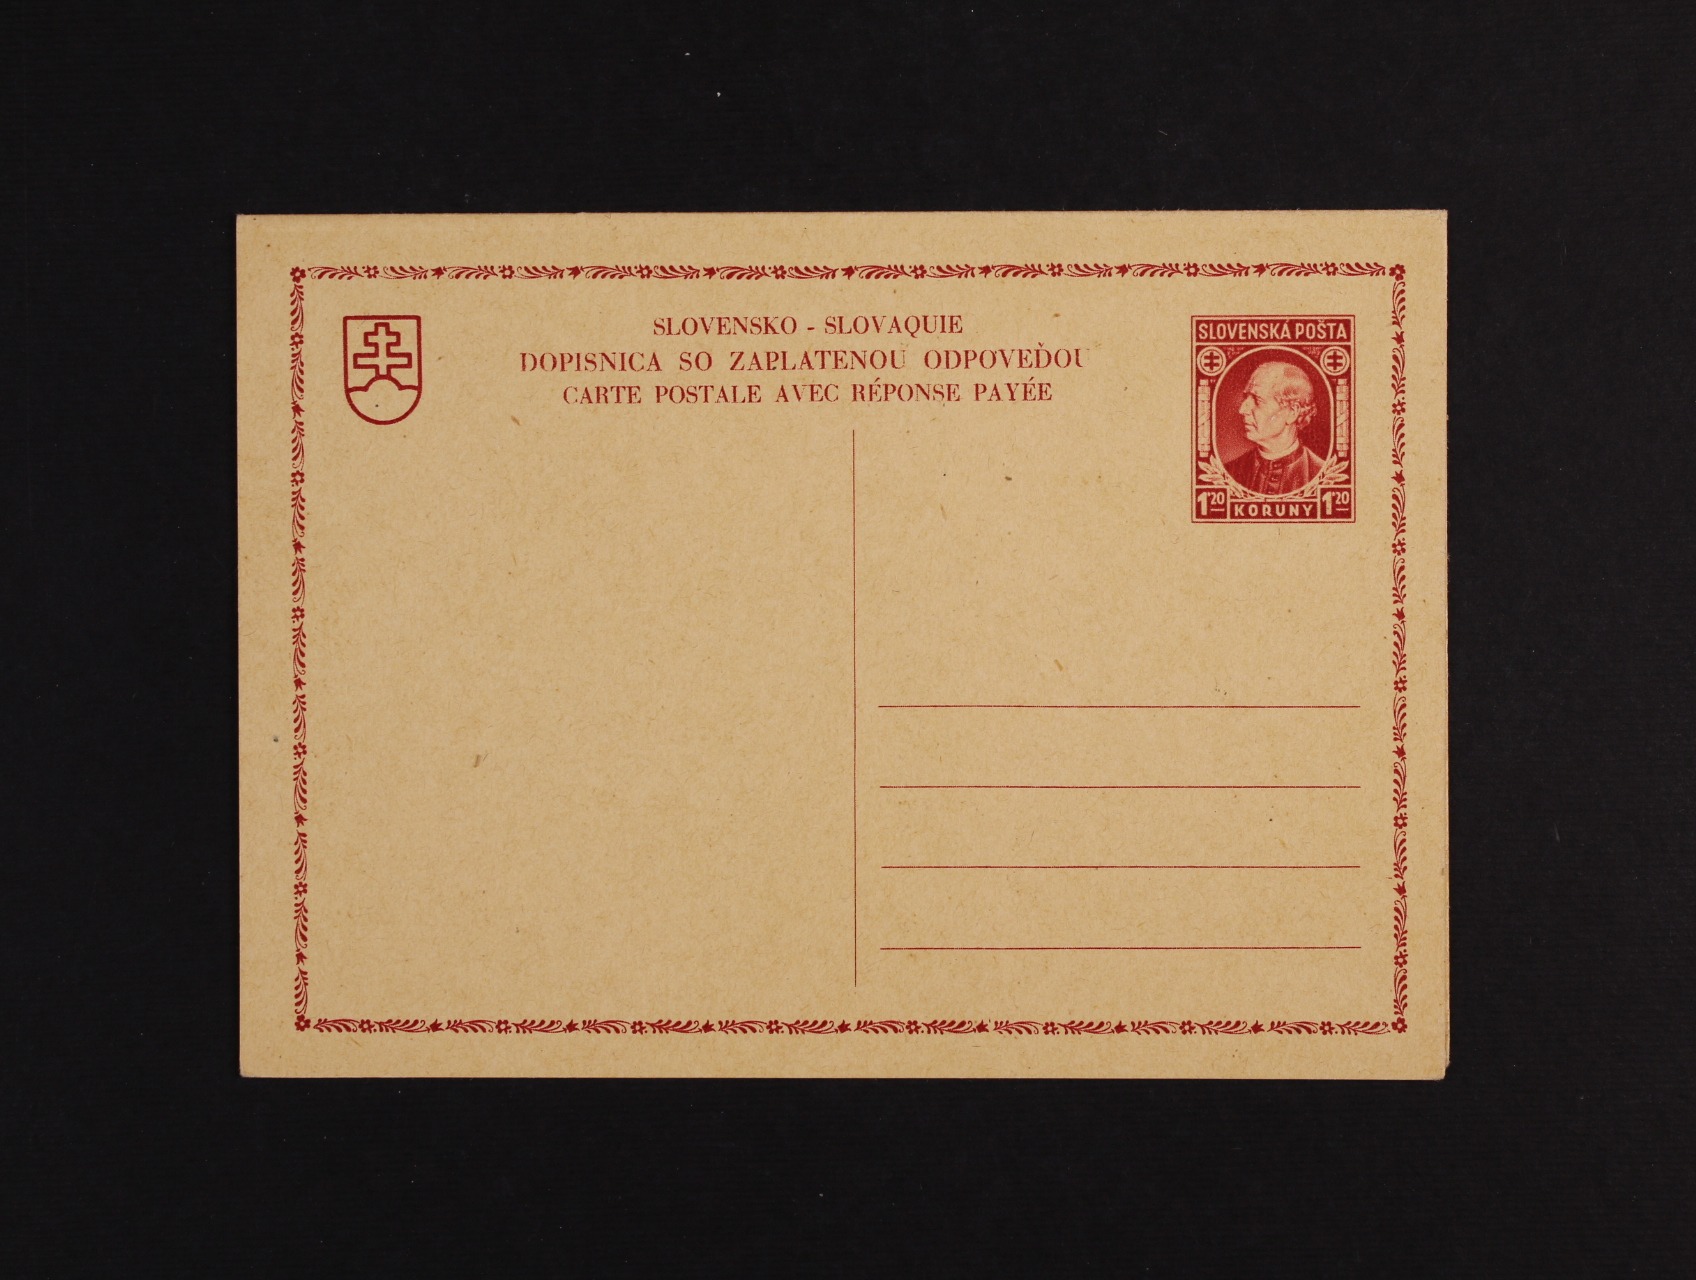 SLOVENSKO - SLOVAQUIE
DOPISNICA SO ZAPLATENOU ODPOVEĎOU
CARTE POSTALE AVEC RÉPONSE PAYÉE
SLOVENSKÁ POŠTA
1˙20 KORUNY 1˙20